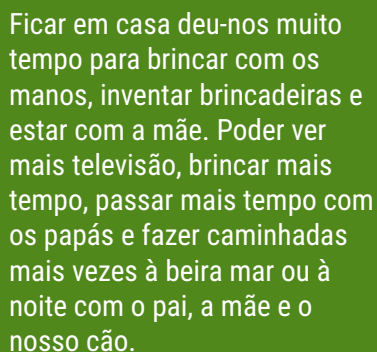 Ficar em casa deu-nos muito
tempo para brincar com os
manos, inventar brincadeiras e
estar com a mãe. Poder ver
mais televisão, brincar mais
tempo, passar mais tempo com
os papás e fazer caminhadas
mais vezes à beira mar ou à
noite com o pai, a mãe e o
nosso cão.